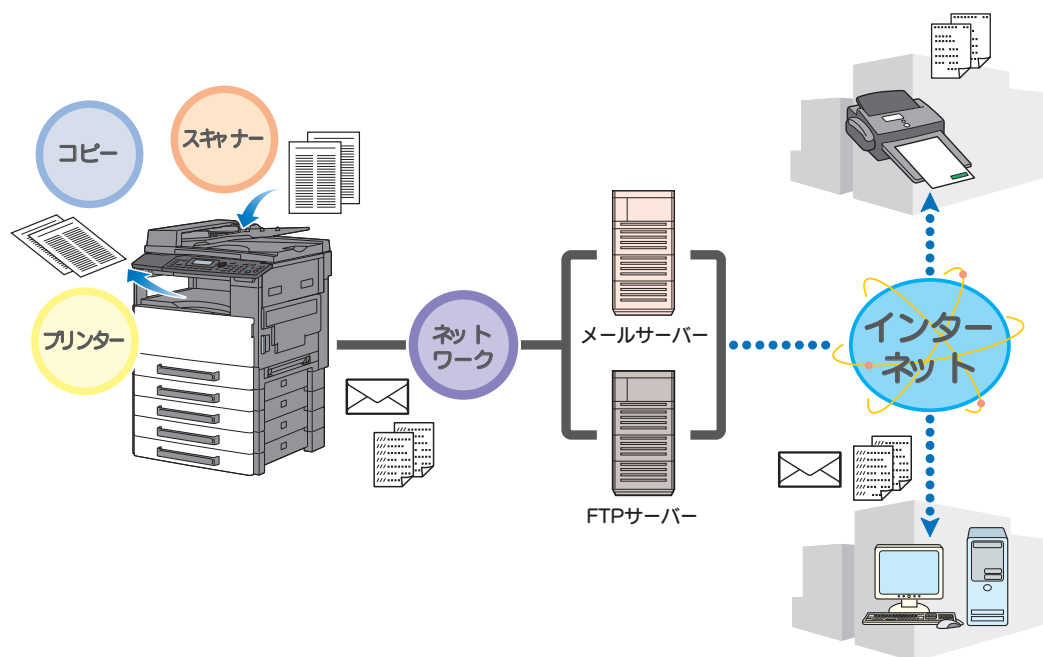 コピー
スキャナー
プリンター
ネット
ワーク
メールサーバー
FTPサーバー
インター
ネット